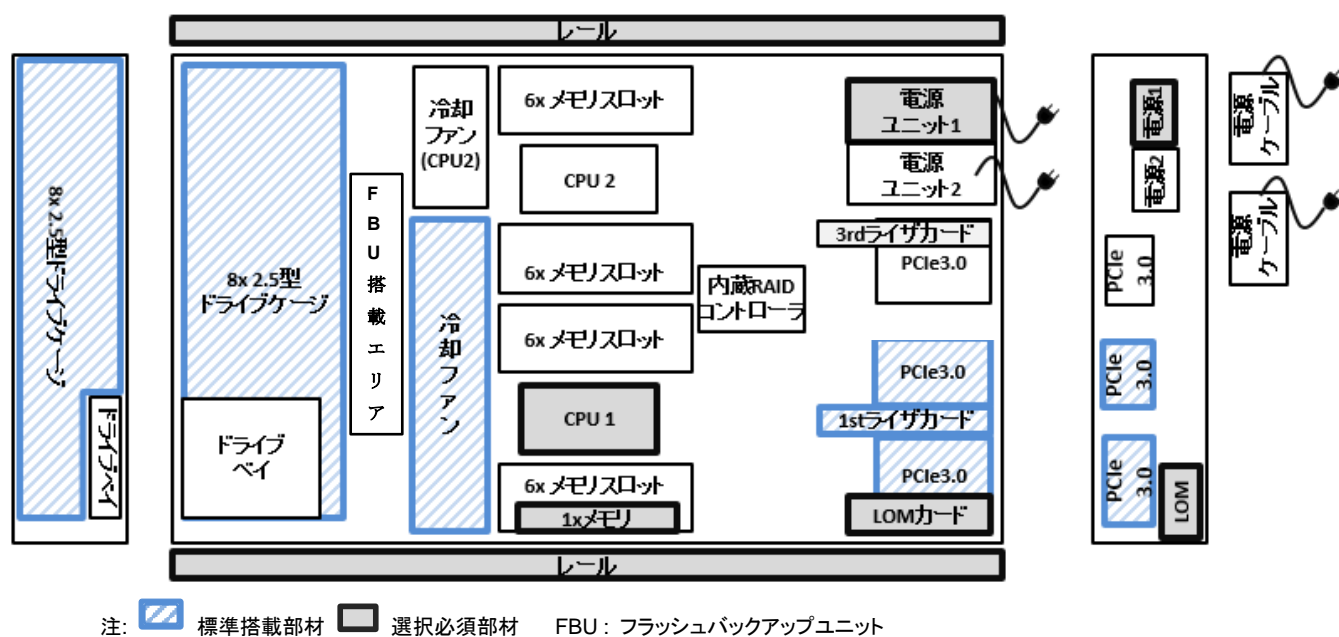 レール
8x 2.5型ドライブケージ
ドライブベイ
8x 2.5型
ドライブケージ
ドライブ
ベイ
FBU搭載エリア
冷却
ファン
(CPU2)
冷却ファン
6x メモリスロット
CPU 2
6x メモリスロット
6x メモリスロット
CPU 1
6x メモリスロット
1xメモリ
内蔵RAID
コントローラ
電源
ユニット1
電源
ユニット2
3rdライザカード
PCIe3.0
PCIe3.0
1stライザカード
PCIe3.0
LOMカード
レール
電源1
電源2
PCIe
3.0
PCIe
3.0
PCIe
3.0
LOM
電源
ケーブル
電源
ケーブル
注: 標準搭載部材 選択必須部材 FBU : フラッシュバックアップユニット